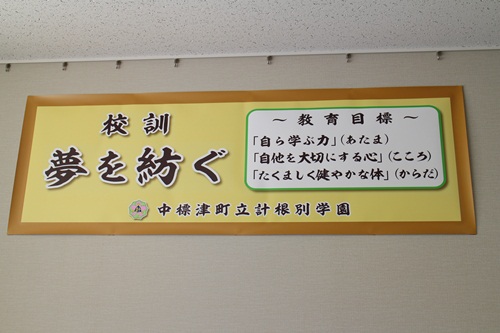 校訓
夢を紡ぐ
～教育目標～
「自ら学ぶ力」(あたま)
「自他を大切にする心」(こころ)
「たくましく健やかな体」(からだ)
中標津町立計根別学園